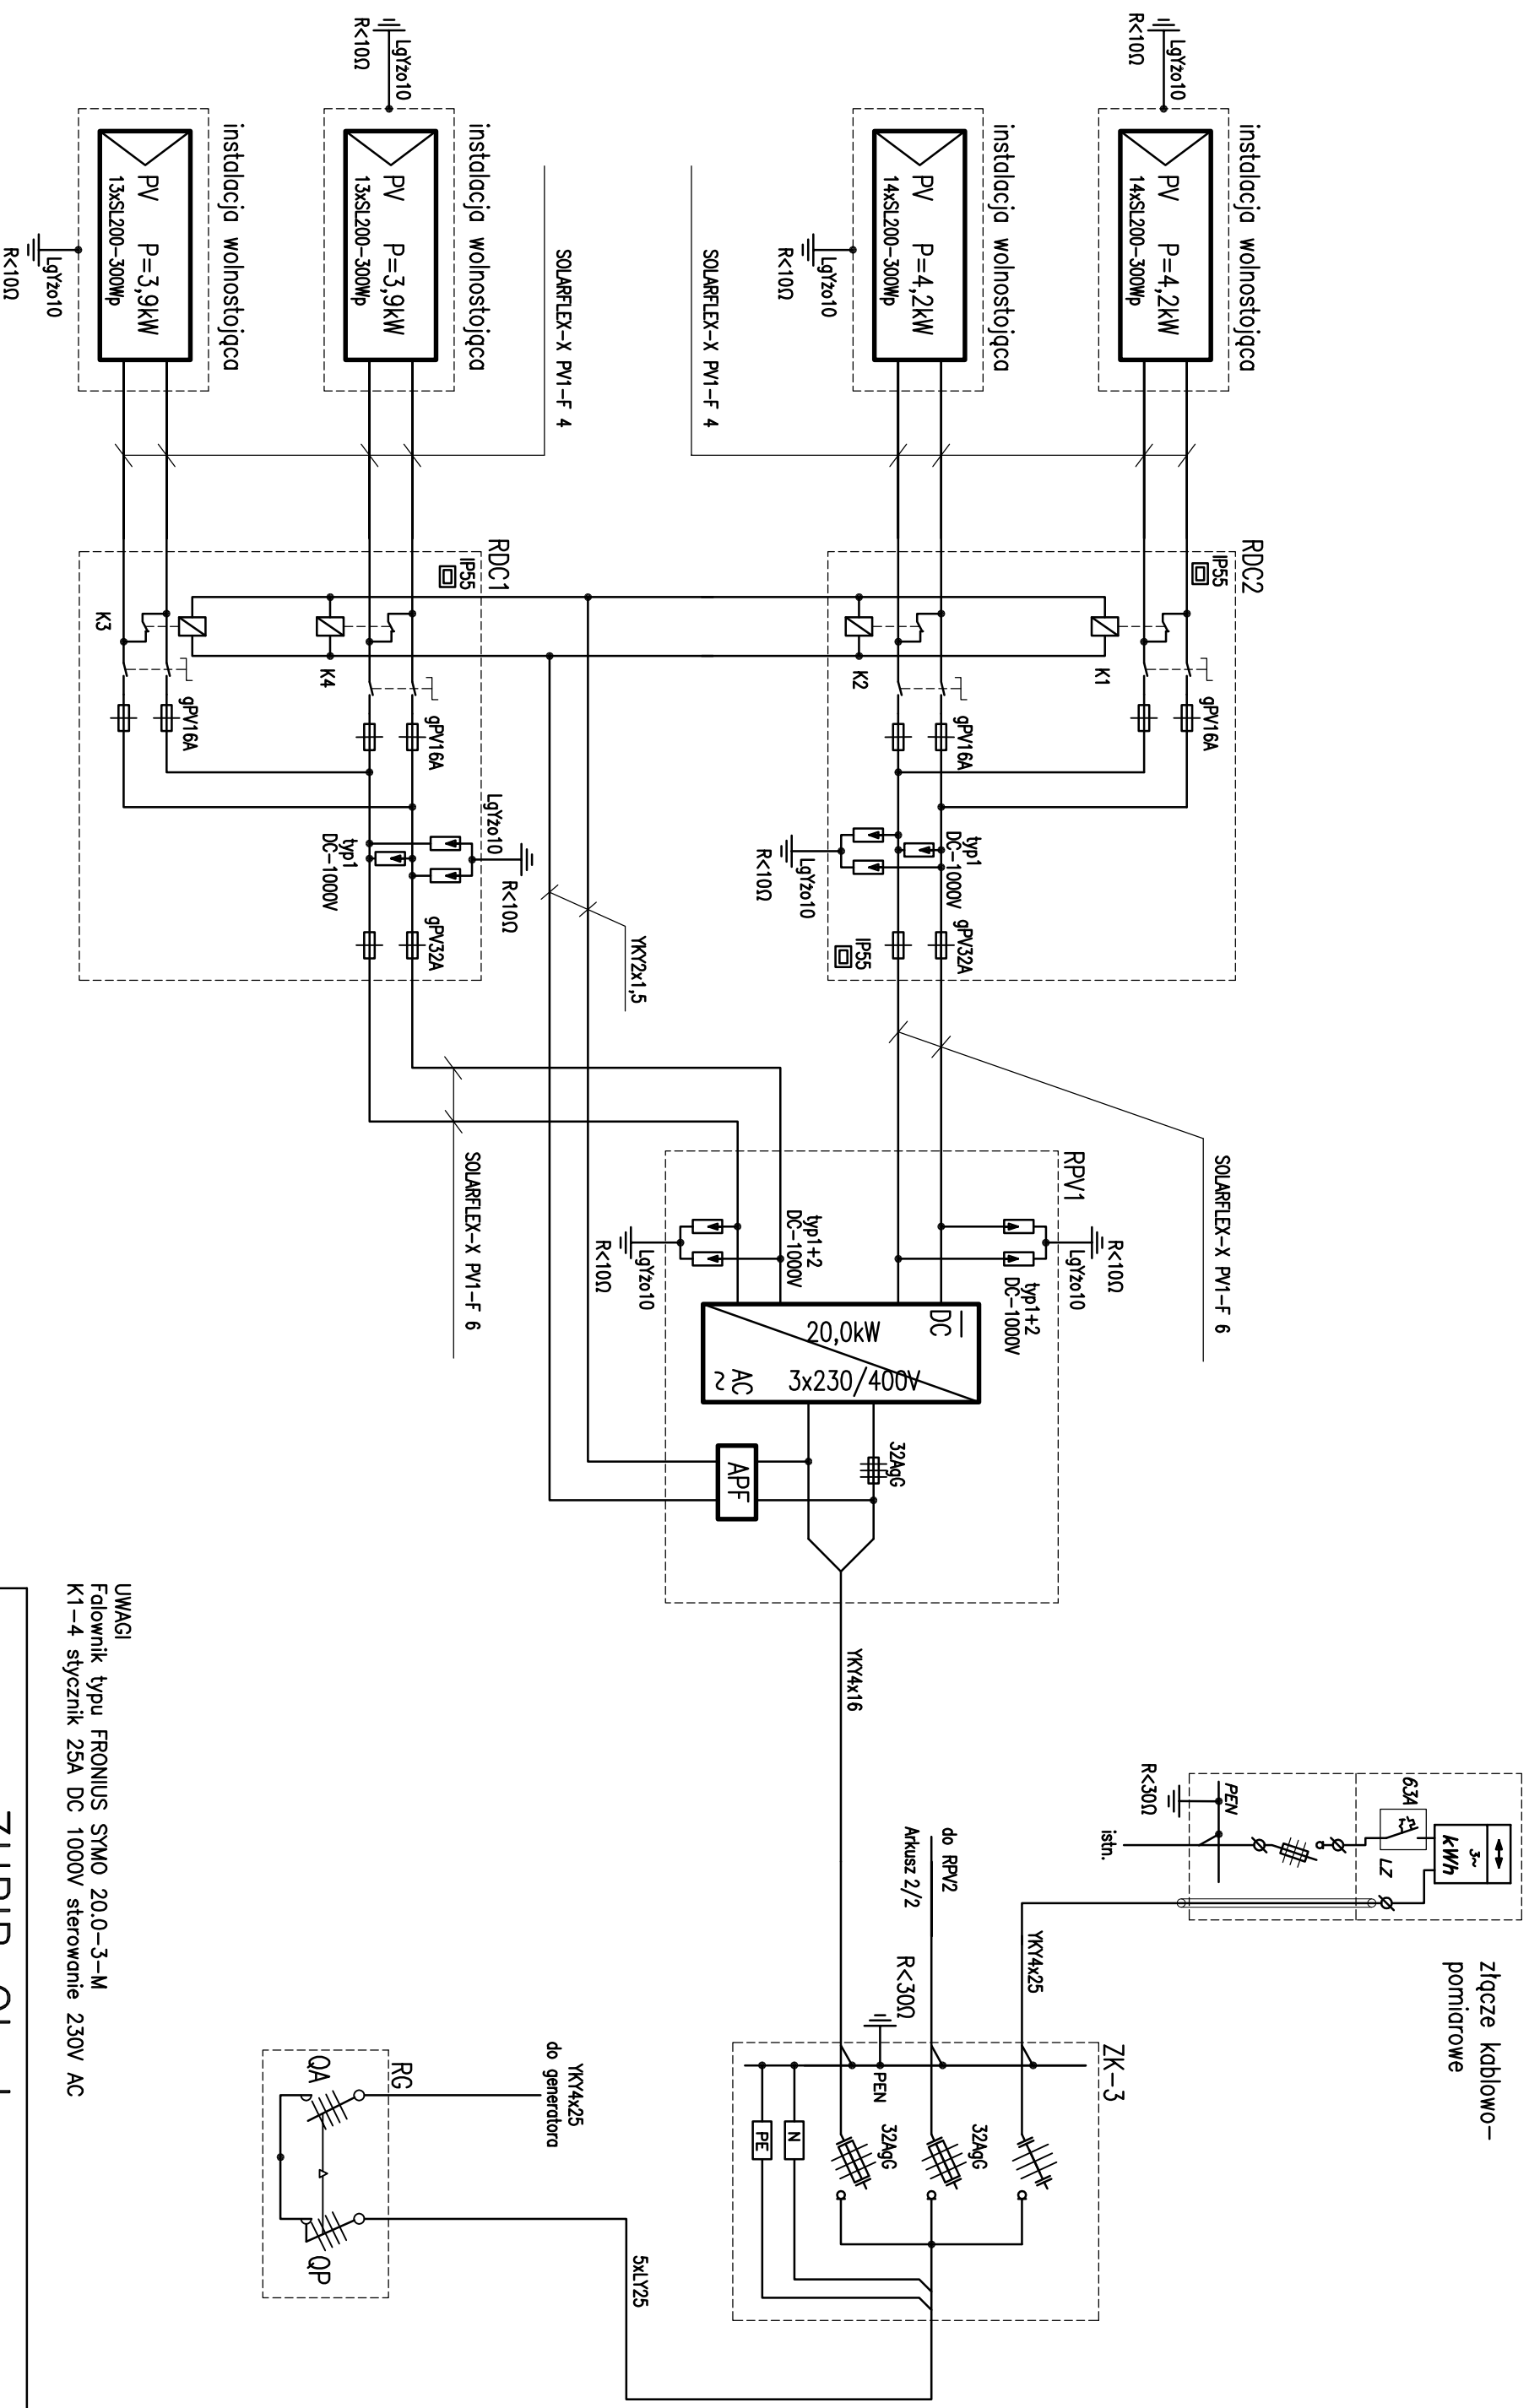 R<10Ω
LgYżo10
instalacja wolnostojąca
PV P=4,2kW
14xSL200-300Wp
LgYżo10
R<10Ω
instalacja wolnostojąca
PV P=4,2kW
14xSL200-300Wp
R<10Ω
LgYżo10
instalacja wolnostojąca
PV P=3,9kW
13xSL200-300Wp
instalacja wolnostojąca
PV P=3,9kW
13xSL200-300Wp
LgYżo10
R<10Ω
SOLARFLEX-X PV1-F 4
SOLARFLEX-X PV1-F 4
RDC2
IP55
K1
gPV16A
K2
gPV16A
typ1
DC-1000V
LgYżo10
R<10Ω
gPV32A
IP55
RDC1
IP55
K4
gPV16A
K3
gPV16A
LgYżo10
R<10Ω
typ1
DC-1000V
gPV32A
YKY2x1,5
SOLARFLEX-X PV1-F 6
SOLARFLEX-X PV1-F 6
RPV1
R<10Ω
LgYżo10
typ1+2
DC-1000V
typ1+2
DC-1000V
LgYżo10
R<10Ω
DC
20,0kW
3x230/400V
~ AC
32AgG
APF
YKY4x16
złącze kablowo-
pomiarowe
3~
kWh
63A
LZ
PEN
R<30Ω
istn.
do RPV2
Arkusz 2/2
YKY4x25
R<30Ω
ZK-3
PEN
32AgG
32AgG
N
PE
YKY4x25
do generatora
RG
QA
QP
5xLY25
UWAGI
Falownik typu FRONIUS SYMO 20.0-3-M
K1-4 stycznik 25A DC 1000V sterowanie 230V AC